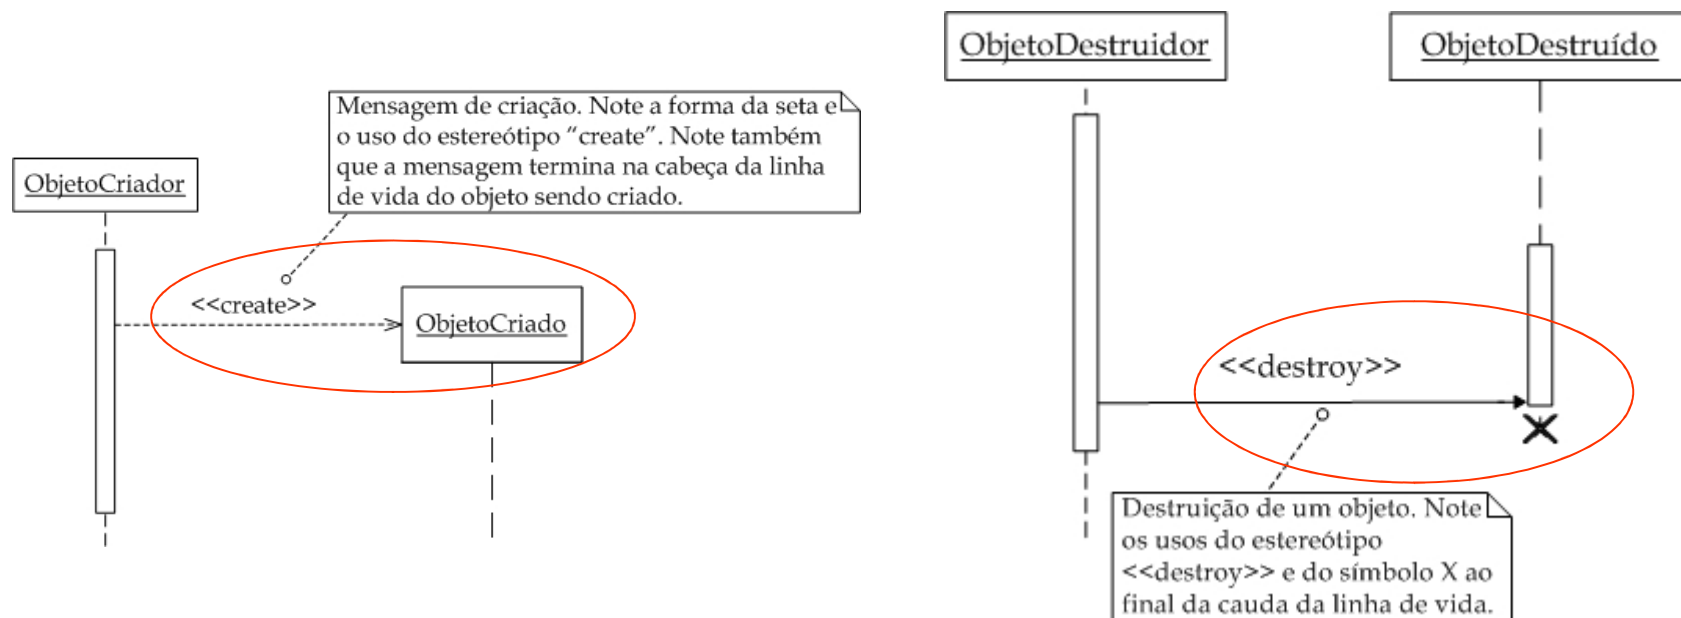 Mensagem de criação. Note a forma da seta e
o uso do estereótipo “create”. Note também
que a mensagem termina na cabeça da linha
de vida do objeto sendo criado.
ObjetoCriador
<<create>>
ObjetoCriado
ObjetoDestruidor
ObjetoDestruído
<<destroy>>
Destruição de um objeto. Note
os usos do estereótipo
<<destroy>> e do símbolo X ao
final da cauda da linha de vida.